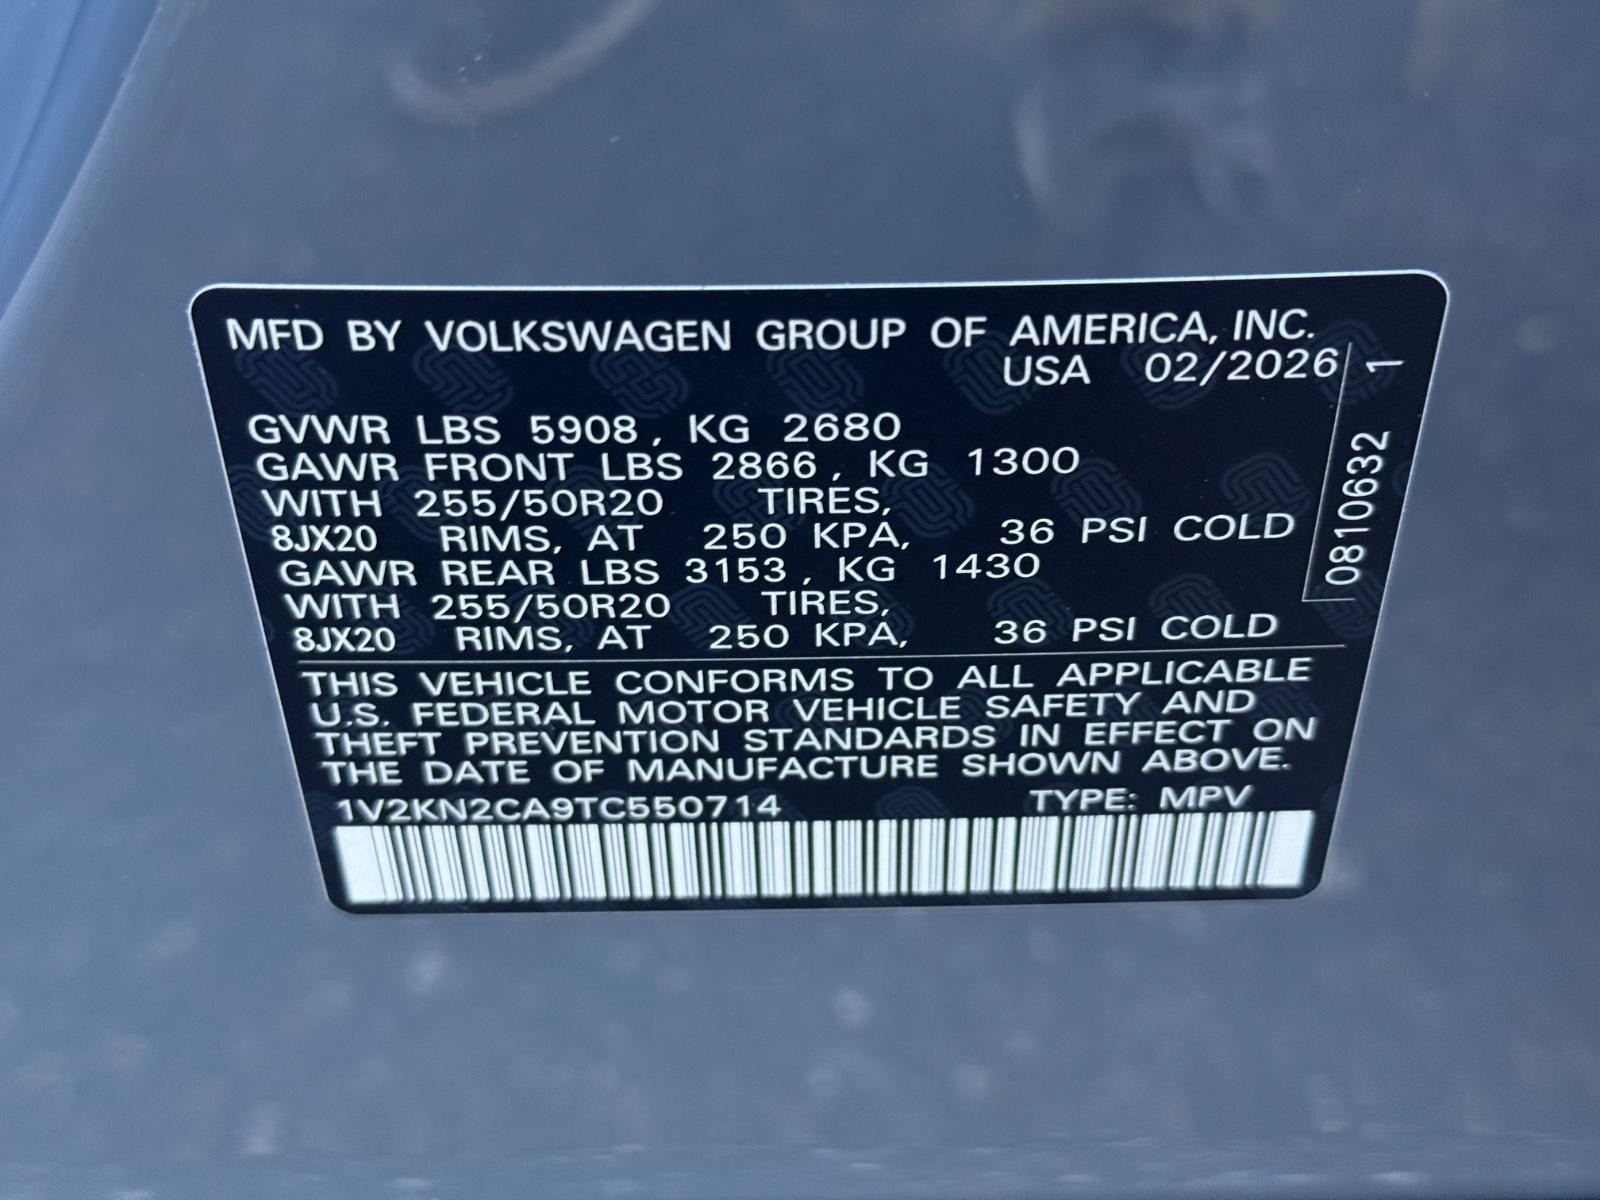 MFD BY VOLKSWAGEN GROUP OF AMERICA, INC.
USA 02/2026
GVWR LBS 5908, KG 2680
GAWR FRONT LBS 2866, KG 1300
WITH 255/50R20 TIRES,
8JX20 RIMS, AT 250 KPA, 36 PSI COLD
GAWR REAR LBS 3153, KG 1430
WITH 255/50R20 TIRES,
8JX20 RIMS, AT 250 KPA, 36 PSI COLD
THIS VEHICLE CONFORMS TO ALL APPLICABLE
U.S. FEDERAL MOTOR VEHICLE SAFETY AND
THEFT PREVENTION STANDARDS IN EFFECT ON
THE DATE OF MANUFACTURE SHOWN ABOVE.
1V2KN2CA9TC550714 TYPE: MPV
08106632 1